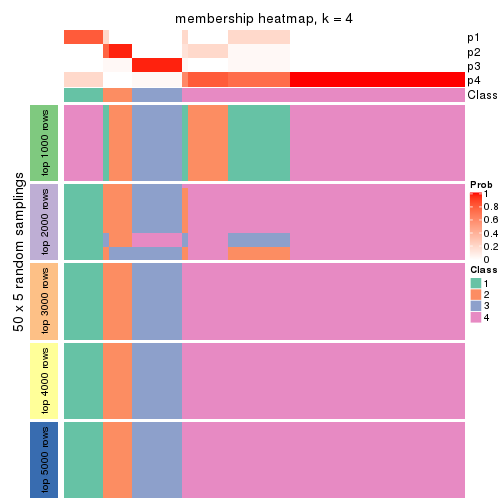 membership heatmap, k = 4
p1
p2
p3
p4
Class
50 x 5 random samplings
top 1000 rows
top 2000 rows
top 3000 rows
top 4000 rows
top 5000 rows
Prob
1
0.8
0.6
0.4
0.2
0
Class
1
2
3
4